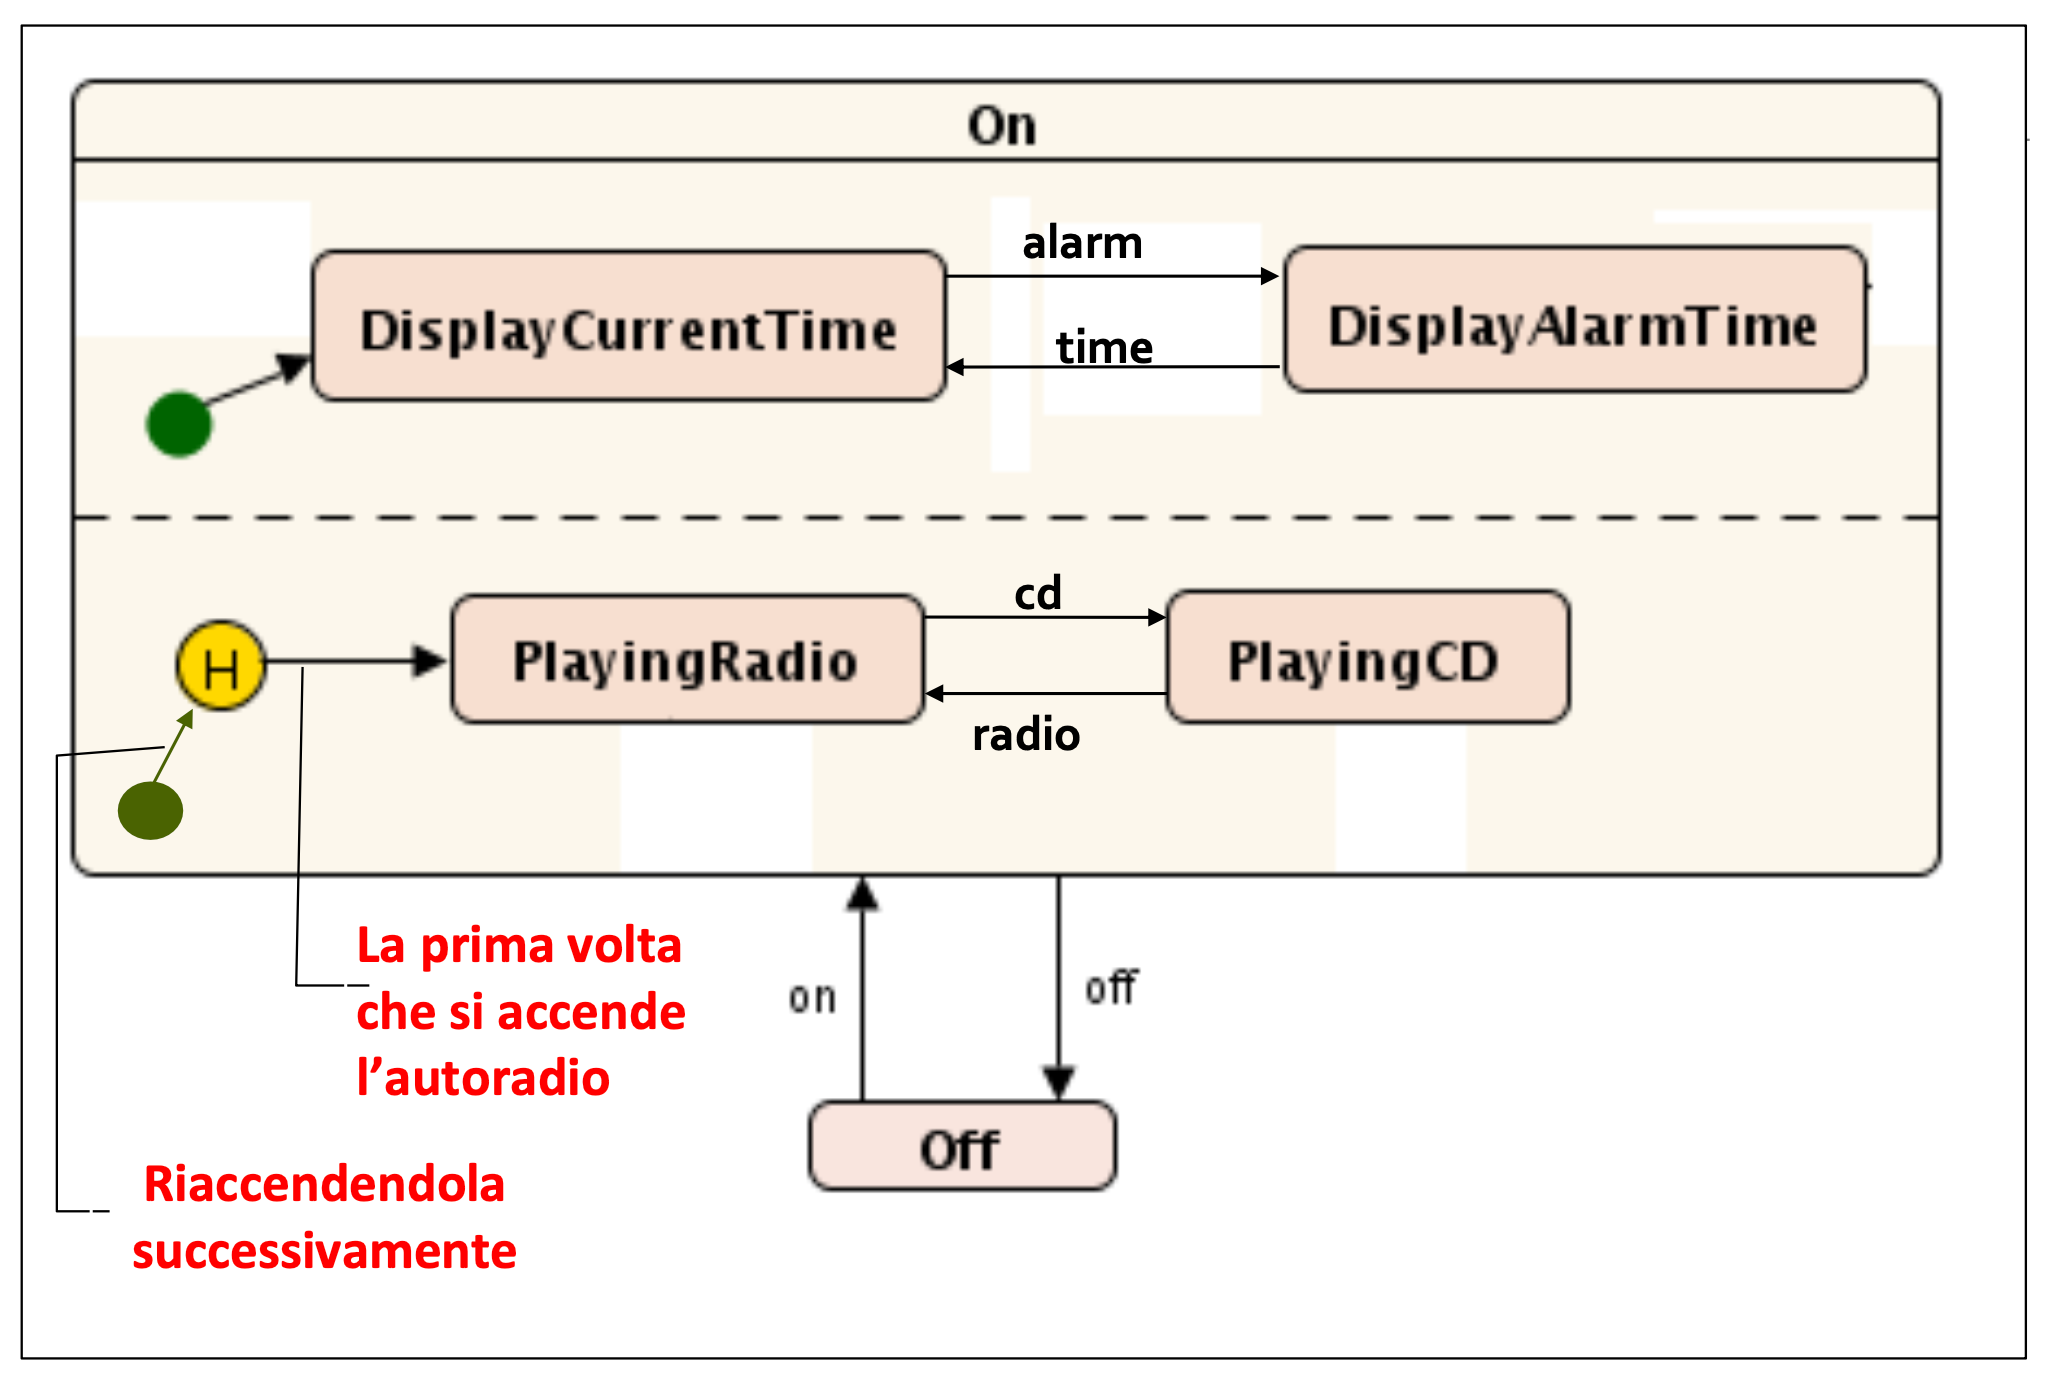 On
alarm
DisplayCurrentTime
DisplayAlarmTime
time
cd
H
PlayingRadio
PlayingCD
radio
La prima volta
che si accende
l’autoradio
on
off
Off
Riaccendendola
successivamente